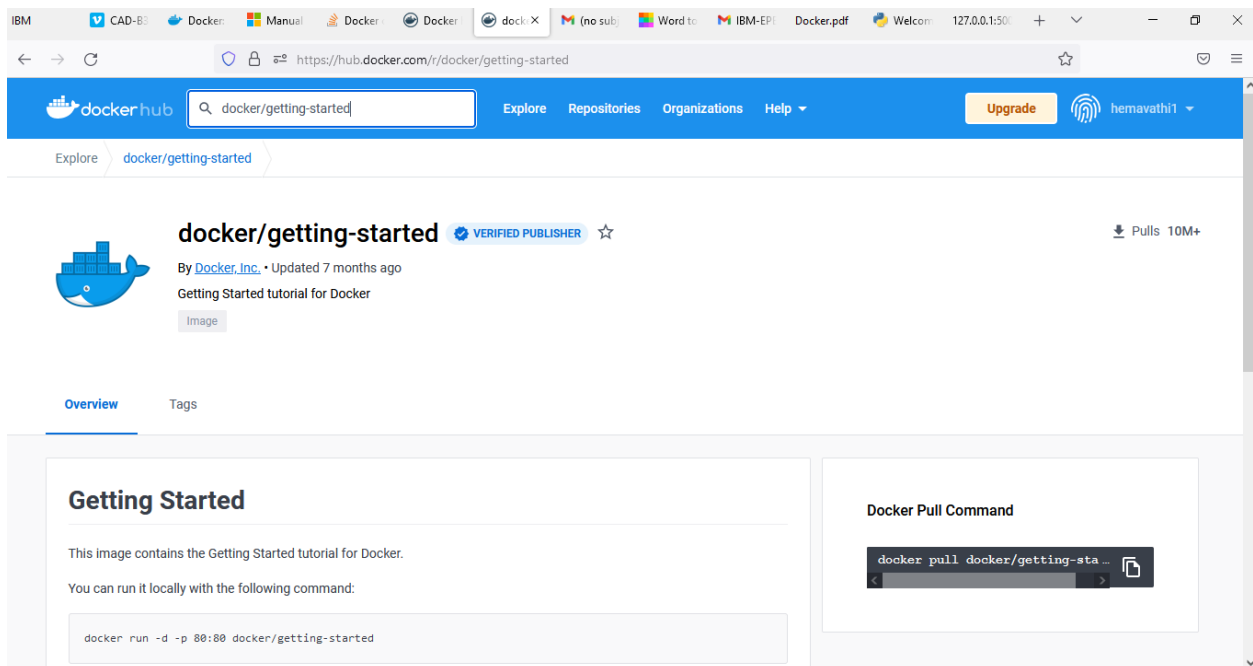 IBM CAD-B3 Docker Manual Docker Docker dock (no subj Word to IBM-EPI Docker.pdf Welcom 127.0.0.1:500
https://hub.docker.com/r/docker/getting-started
docker hub docker/getting-started Explore Repositories Organizations Help Upgrade hemavathi1
Explore docker/getting-started
docker/getting-started VERIFIED PUBLISHER Pulls 10M+
By Docker, Inc. • Updated 7 months ago
Getting Started tutorial for Docker
Image
Overview Tags
Getting Started
This image contains the Getting Started tutorial for Docker.
You can run it locally with the following command:
docker run -d -p 80:80 docker/getting-started
Docker Pull Command
docker pull docker/getting-sta…